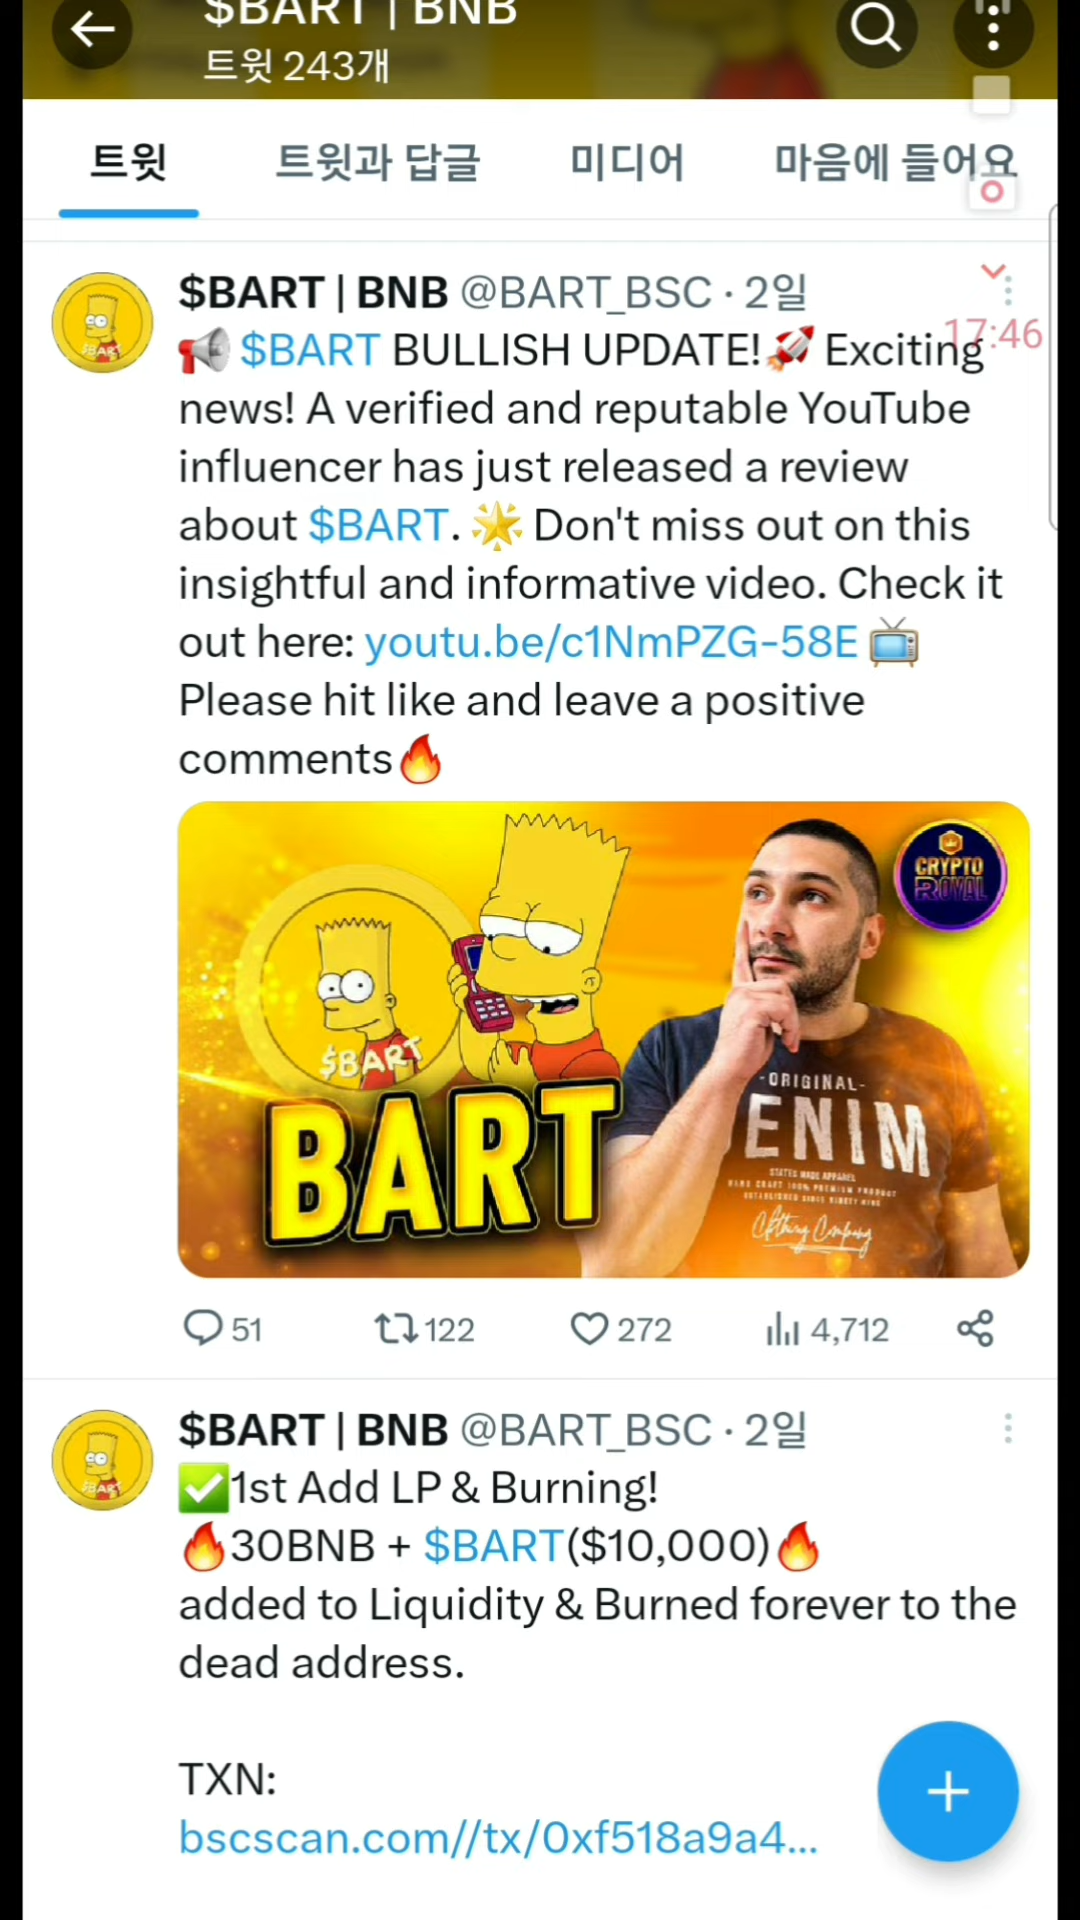 $BART | BNB
트윗 243개
트윗 트윗과 답글 미디어 마음에 들어요
$BART | BNB @BART_BSC · 2일
17:46
📢 $BART BULLISH UPDATE!🚀 Exciting
news! A verified and reputable YouTube
influencer has just released a review
about $BART. 🌟 Don't miss out on this
insightful and informative video. Check it
out here: youtu.be/c1NmPZG-58E 📺
Please hit like and leave a positive
comments🔥
CRYPTO
ROYAL
$BART
BART
-ORIGINAL-
ENIM
STATES MADE APPAREL
Clothing Company
51 122 272 4,712
$BART | BNB @BART_BSC · 2일
✅1st Add LP & Burning!
🔥30BNB + $BART($10,000)🔥
added to Liquidity & Burned forever to the
dead address.
TXN:
bscscan.com//tx/0xf518a9a4...